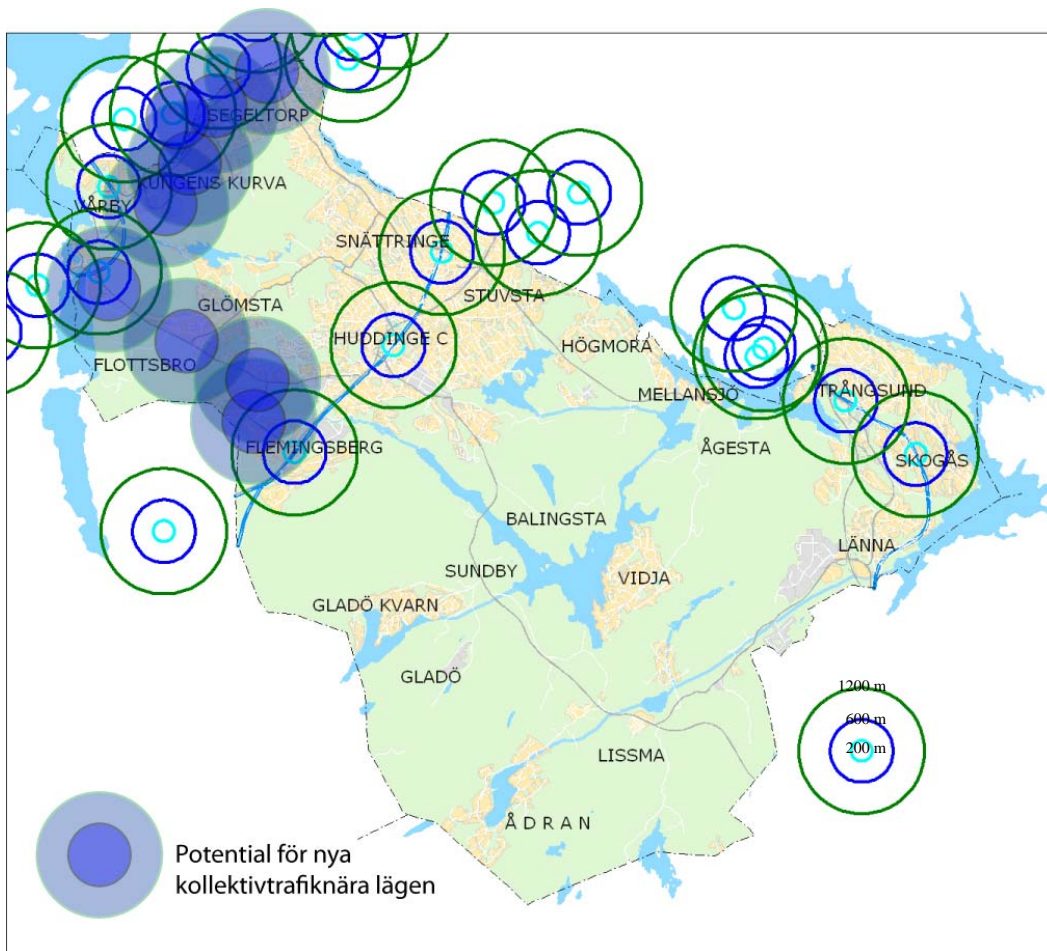 SEGELTORP
KUNGENS KURVA
VÅRBY
SNÄTTRINGE
STUVSTA
GLÖMSTA
HUDDINGE C
HÖGMORA
FLOTTSBRO
MELLANSJÖ
TRÅNGSUND
ÅGESTA
FLEMINGSBERG
SKOGÅS
BALINGSTA
LÄNNA
SUNDBY
VIDJA
GLADÖ KVARN
GLADÖ
1200 m
600 m
200 m
LISSMA
Å D R A N
Potential för nya
kollektivtrafiknära lägen